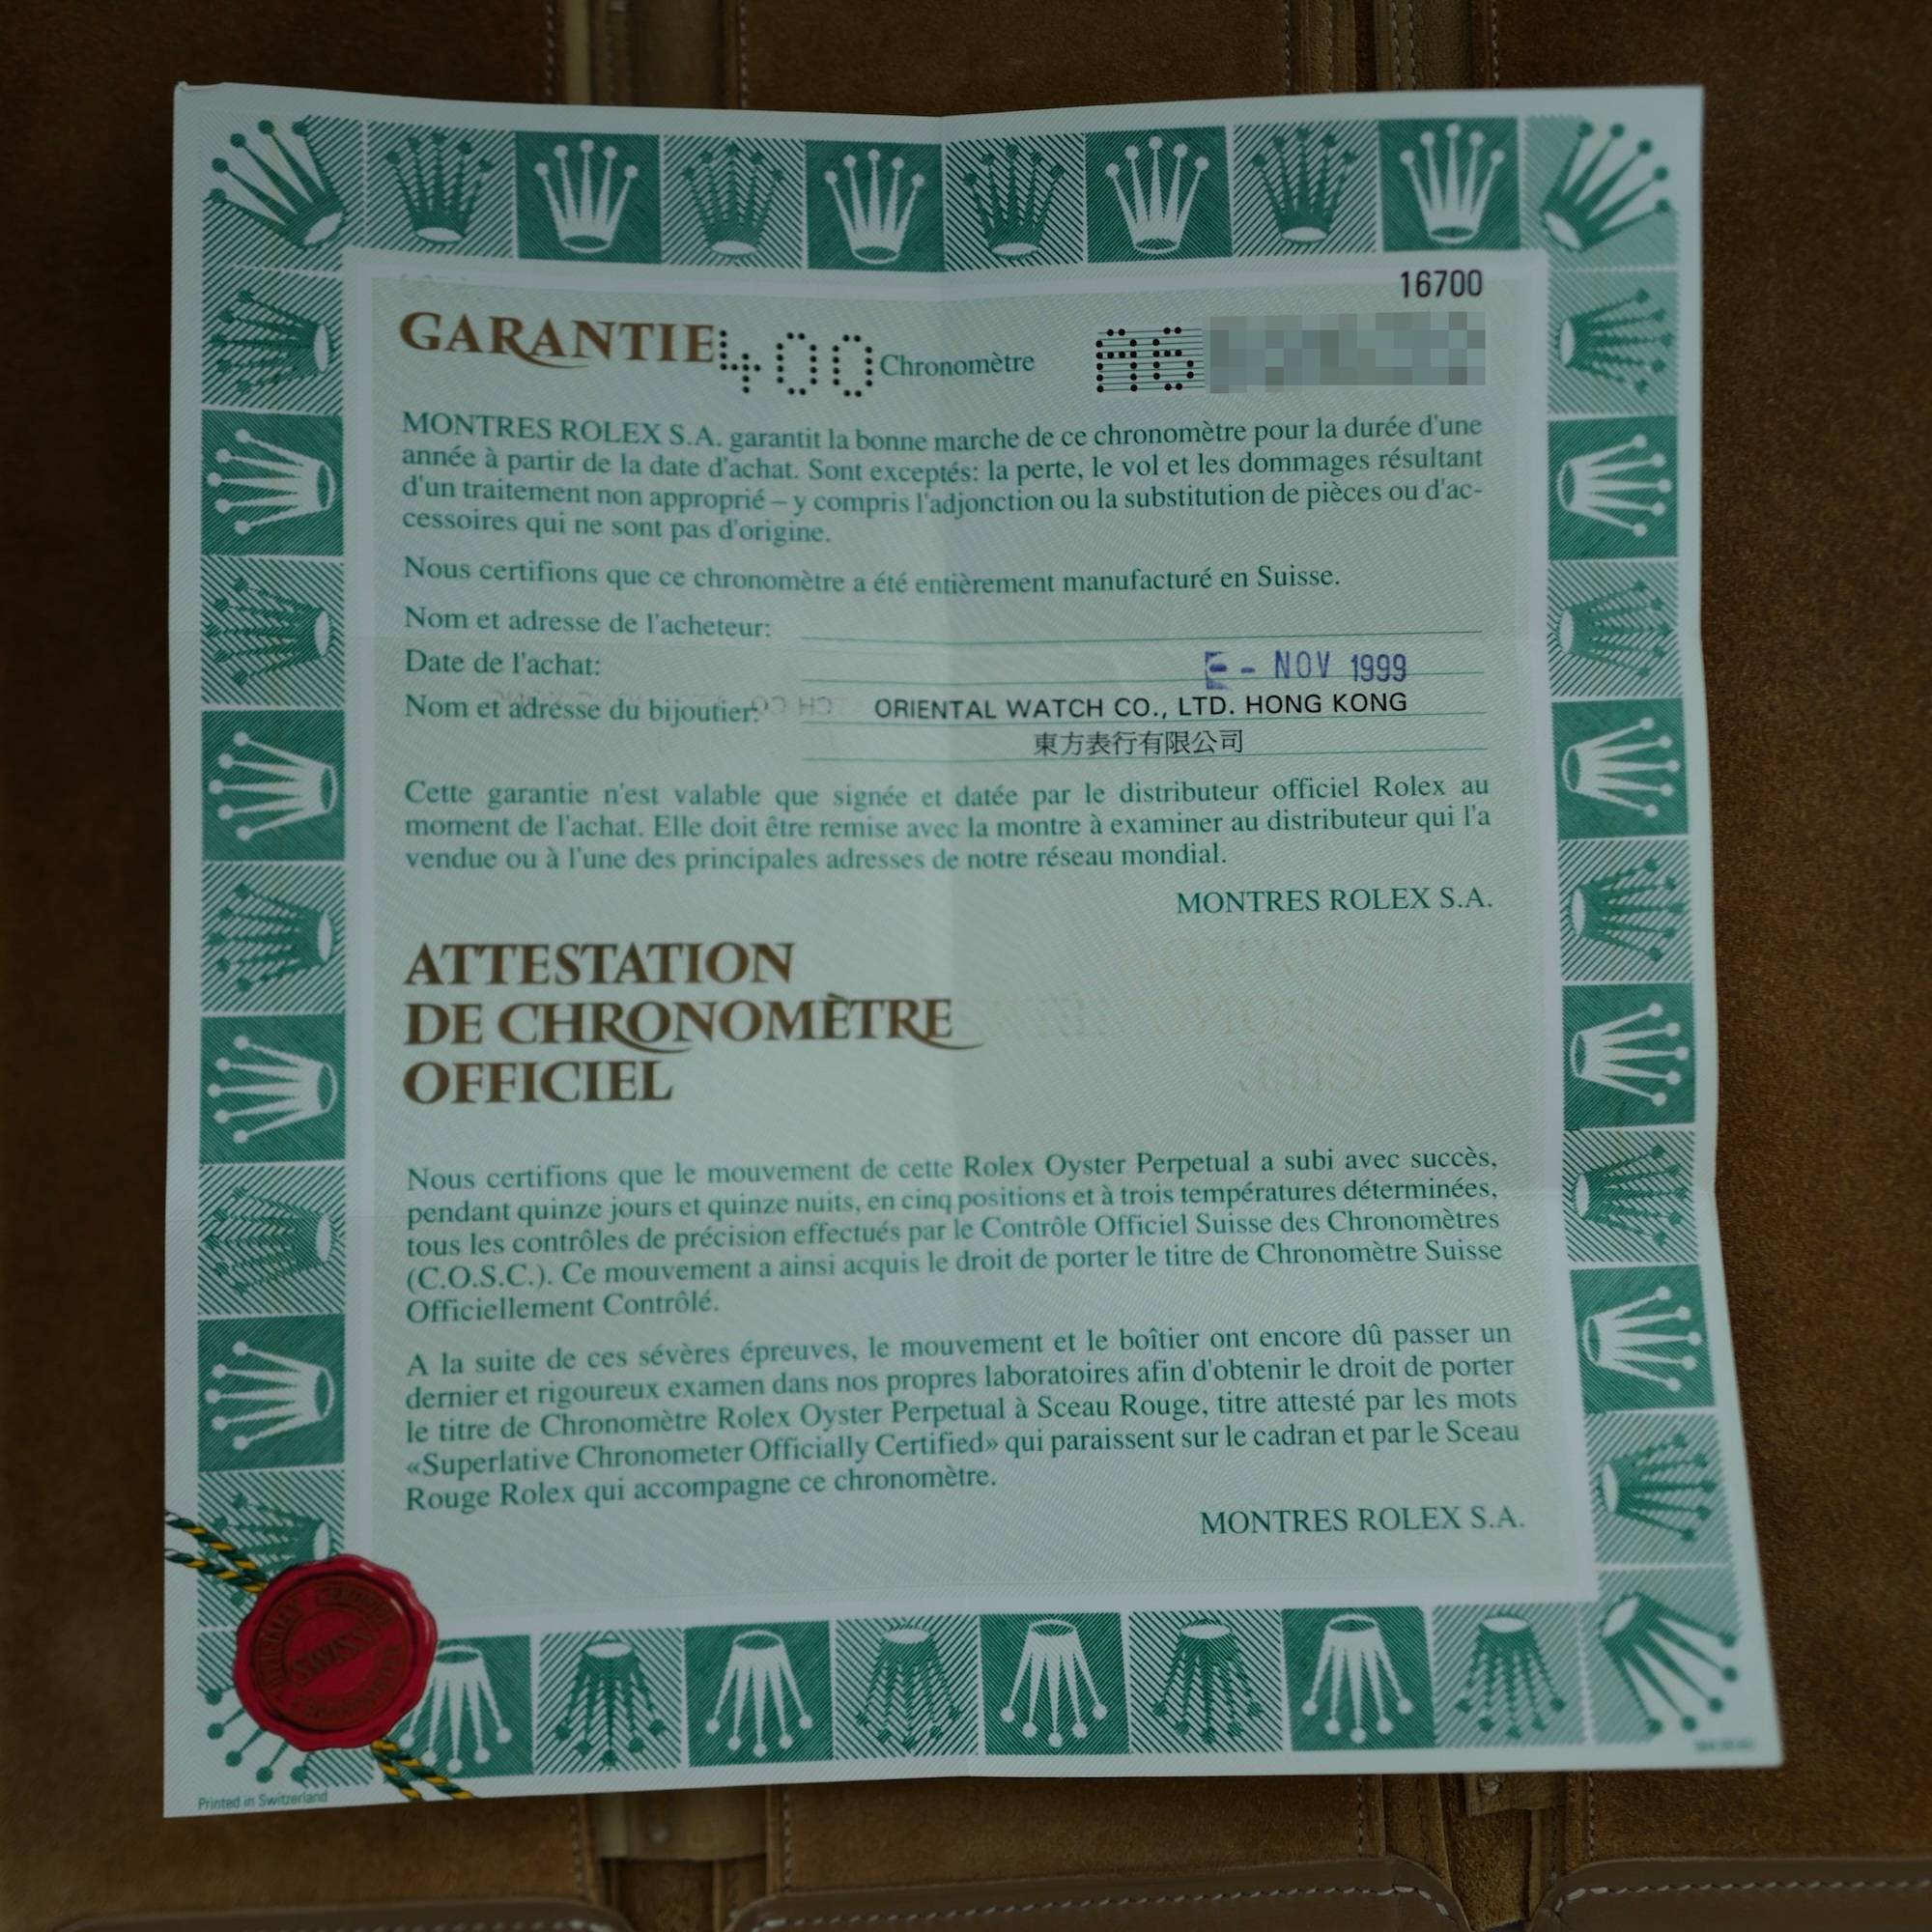 16700
GARANTIE 400 Chronomètre A6
MONTRES ROLEX S.A. garantit la bonne marche de ce chronomètre pour la durée d'une
année à partir de la date d'achat. Sont exceptés: la perte, le vol et les dommages résultant
d'un traitement non approprié – y compris l'adjonction ou la substitution de pièces ou d'ac-
cessoires qui ne sont pas d'origine.
Nous certifions que ce chronomètre a été entièrement manufacturé en Suisse.
Nom et adresse de l'acheteur:
Date de l'achat: - NOV 1999
Nom et adresse du bijoutier: ORIENTAL WATCH CO., LTD. HONG KONG
東方表行有限公司
Cette garantie n'est valable que signée et datée par le distributeur officiel Rolex au
moment de l'achat. Elle doit être remise avec la montre à examiner au distributeur qui l'a
vendue ou à l'une des principales adresses de notre réseau mondial.
MONTRES ROLEX S.A.
ATTESTATION
DE CHRONOMÈTRE
OFFICIEL
Nous certifions que le mouvement de cette Rolex Oyster Perpetual a subi avec succès,
pendant quinze jours et quinze nuits, en cinq positions et à trois températures déterminées,
tous les contrôles de précision effectués par le Contrôle Officiel Suisse des Chronomètres
(C.O.S.C.). Ce mouvement a ainsi acquis le droit de porter le titre de Chronomètre Suisse
Officiellement Contrôlé.
A la suite de ces sévères épreuves, le mouvement et le boîtier ont encore dû passer un
dernier et rigoureux examen dans nos propres laboratoires afin d'obtenir le droit de porter
le titre de Chronomètre Rolex Oyster Perpetual à Sceau Rouge, titre attesté par les mots
«Superlative Chronometer Officially Certified» qui paraissent sur le cadran et par le Sceau
Rouge Rolex qui accompagne ce chronomètre.
MONTRES ROLEX S.A.
SWISS
Printed in Switzerland